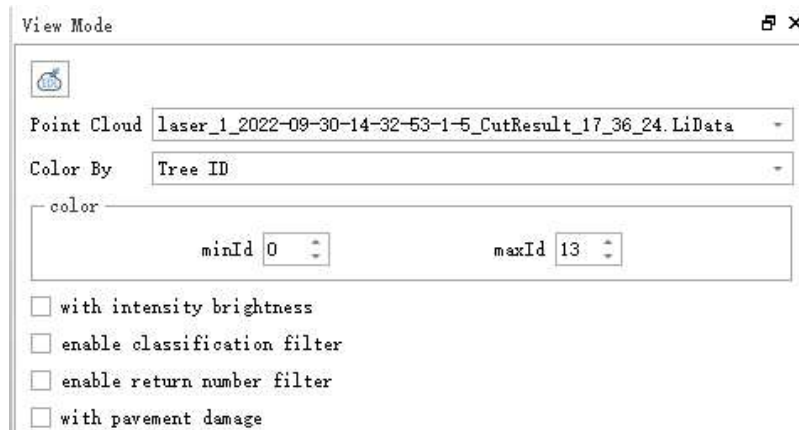 View Mode
Point Cloud laser_1_2022-09-30-14-32-53-1-5_CutResult_17_36_24.LiData
Color By Tree ID
color
minId 0 maxId 13
with intensity brightness
enable classification filter
enable return number filter
with pavement damage